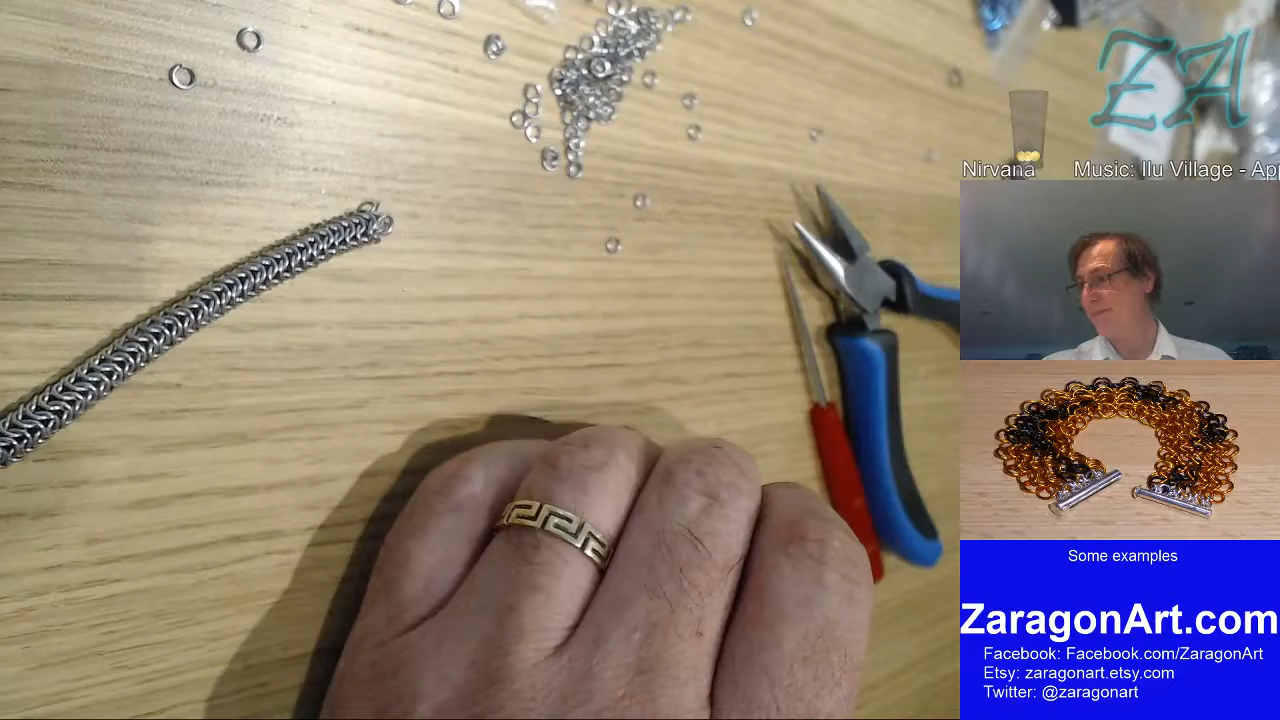 ZA
Nirvana
Music: Ilu Village - Ap
Some examples
ZaragonArt.com
Facebook: Facebook.com/ZaragonArt
Etsy: zaragonart.etsy.com
Twitter: @zaragonart